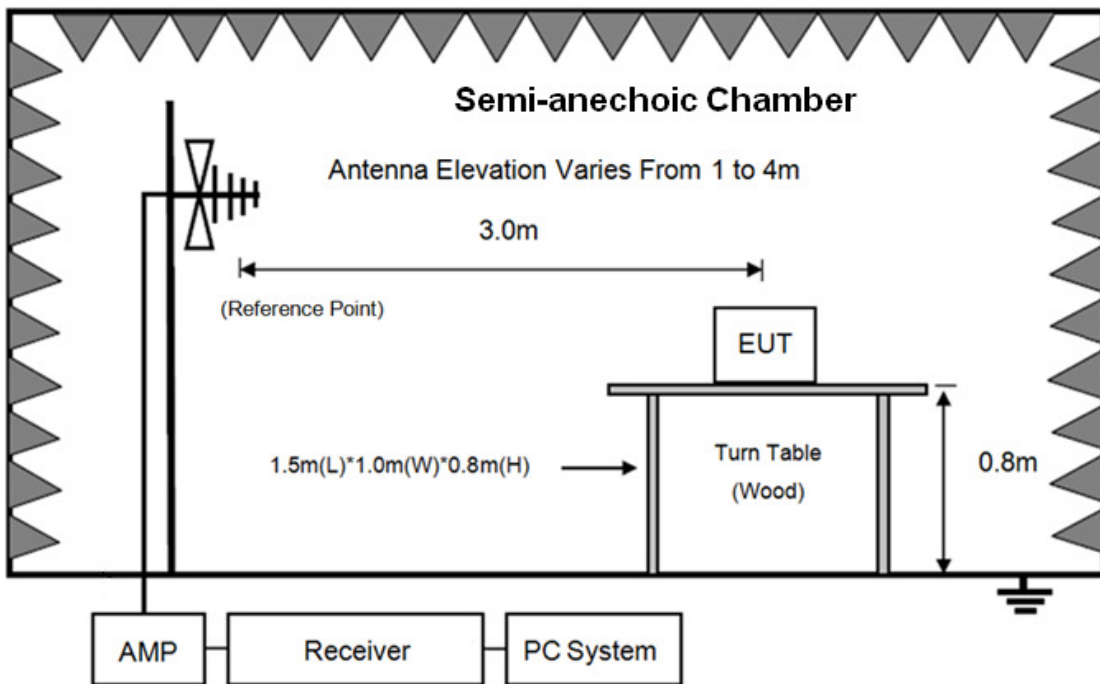 Semi-anechoic Chamber
Antenna Elevation Varies From 1 to 4m
3.0m
(Reference Point)
EUT
1.5m(L)*1.0m(W)*0.8m(H)
Turn Table
(Wood)
0.8m
AMP
Receiver
PC System